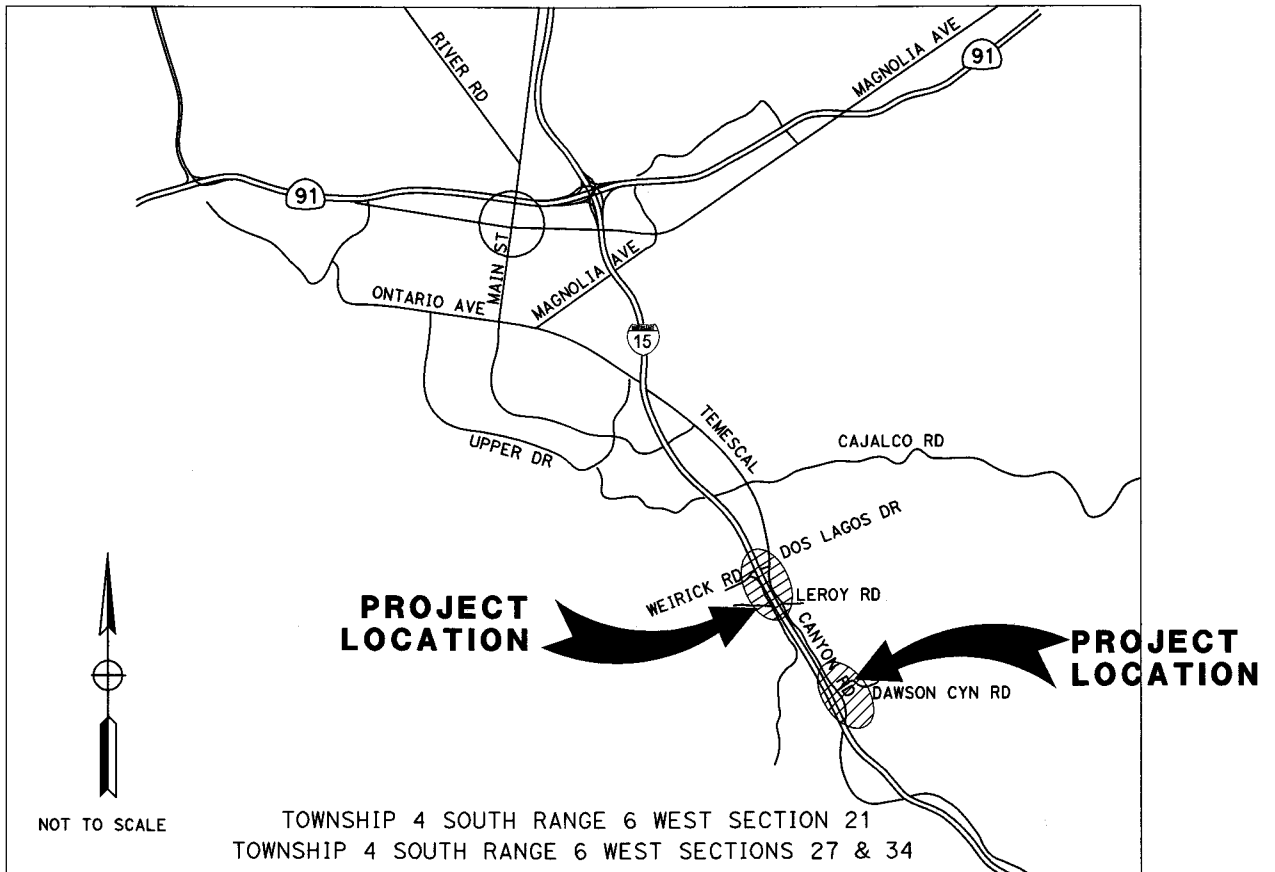 RIVER RD
MAGNOLIA AVE
91
91
MAIN ST
MAGNOLIA AVE
ONTARIO AVE
15
TEMESCAL
CAJALCO RD
UPPER DR
DOS LAGOS DR
WEIRICK RD
LEROY RD
PROJECT
LOCATION
CANYON RD
PROJECT
LOCATION
DAWSON CYN RD
NOT TO SCALE
TOWNSHIP 4 SOUTH RANGE 6 WEST SECTION 21
TOWNSHIP 4 SOUTH RANGE 6 WEST SECTIONS 27 & 34